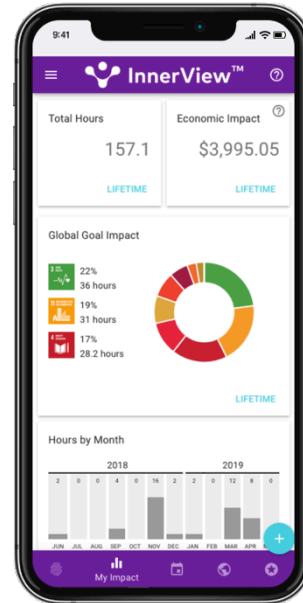 9:41
InnerView™
Total Hours
157.1
LIFETIME
Economic Impact
$3,995.05
LIFETIME
Global Goal Impact
22%
36 hours
19%
31 hours
17%
28.2 hours
LIFETIME
Hours by Month
2018 2019
2 0 0 4 0 16 2 2 0 12 8 0
JUN JUL AUG SEP OCT NOV DEC JAN FEB MAR APR
My Impact